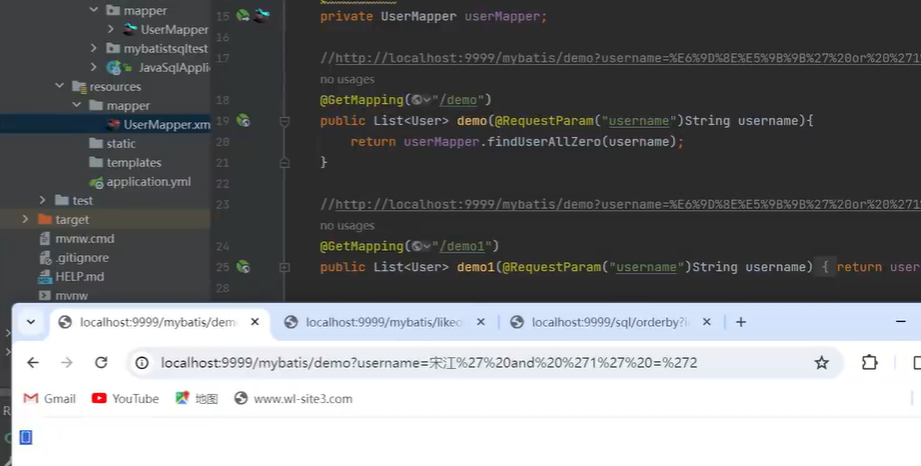 mapper
UserMapper
mybatistsqltest
JavaSqlApplic
resources
mapper
UserMapper.xm
static
templates
application.yml
test
target
mvnw.cmd
.gitignore
HELP.md
mvnw
15 private UserMapper userMapper;
16
17 //http://localhost:9999/mybatis/demo?username=%E6%9D%8E%E5%9B%9B%27%20or%20%271
no usages
18 @GetMapping("/demo")
19 public List<User> demo(@RequestParam("username")String username){
20 return userMapper.findUserAllZero(username);
21 }
22
23 //http://localhost:9999/mybatis/demo?username=%E6%9D%8E%E5%9B%9B%27%20or%20%271
no usages
24 @GetMapping("/demo1")
25 public List<User> demo1(@RequestParam("username")String username) { return user
28
localhost:9999/mybatis/dem
localhost:9999/mybatis/likeo
localhost:9999/sql/orderby?i
localhost:9999/mybatis/demo?username=宋江%27%20and%20%271%27%20=%272
Gmail YouTube 地图 www.wl-site3.com
[]